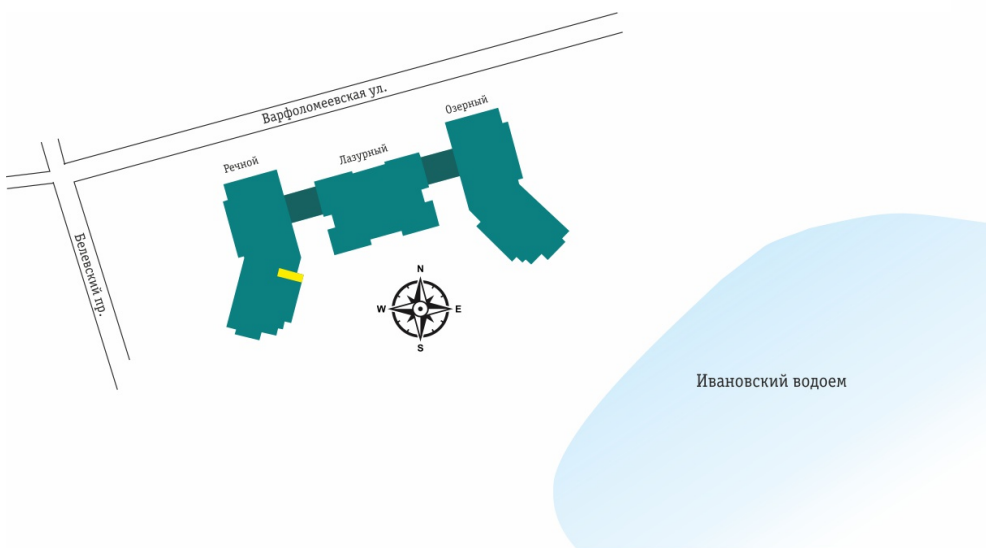 Варфоломеевская ул.
Озерный
Лазурный
Речной
Белевский пр.
N
W
E
S
Ивановский водоем